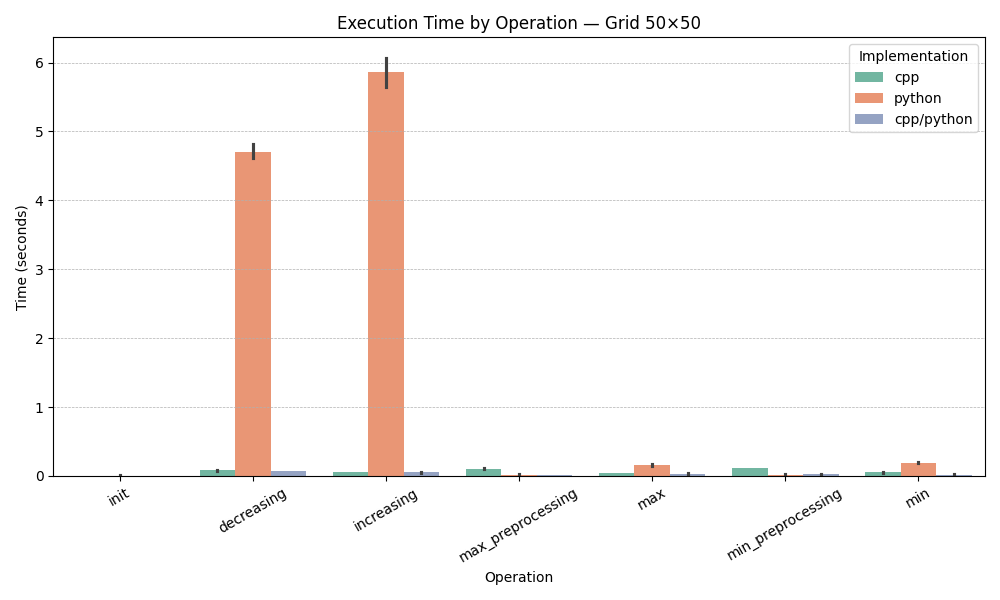 Execution Time by Operation — Grid 50×50
Implementation
cpp
python
cpp/python
Time (seconds)
6
5
4
3
2
1
0
init
decreasing
increasing
max_preprocessing
max
min_preprocessing
min
Operation